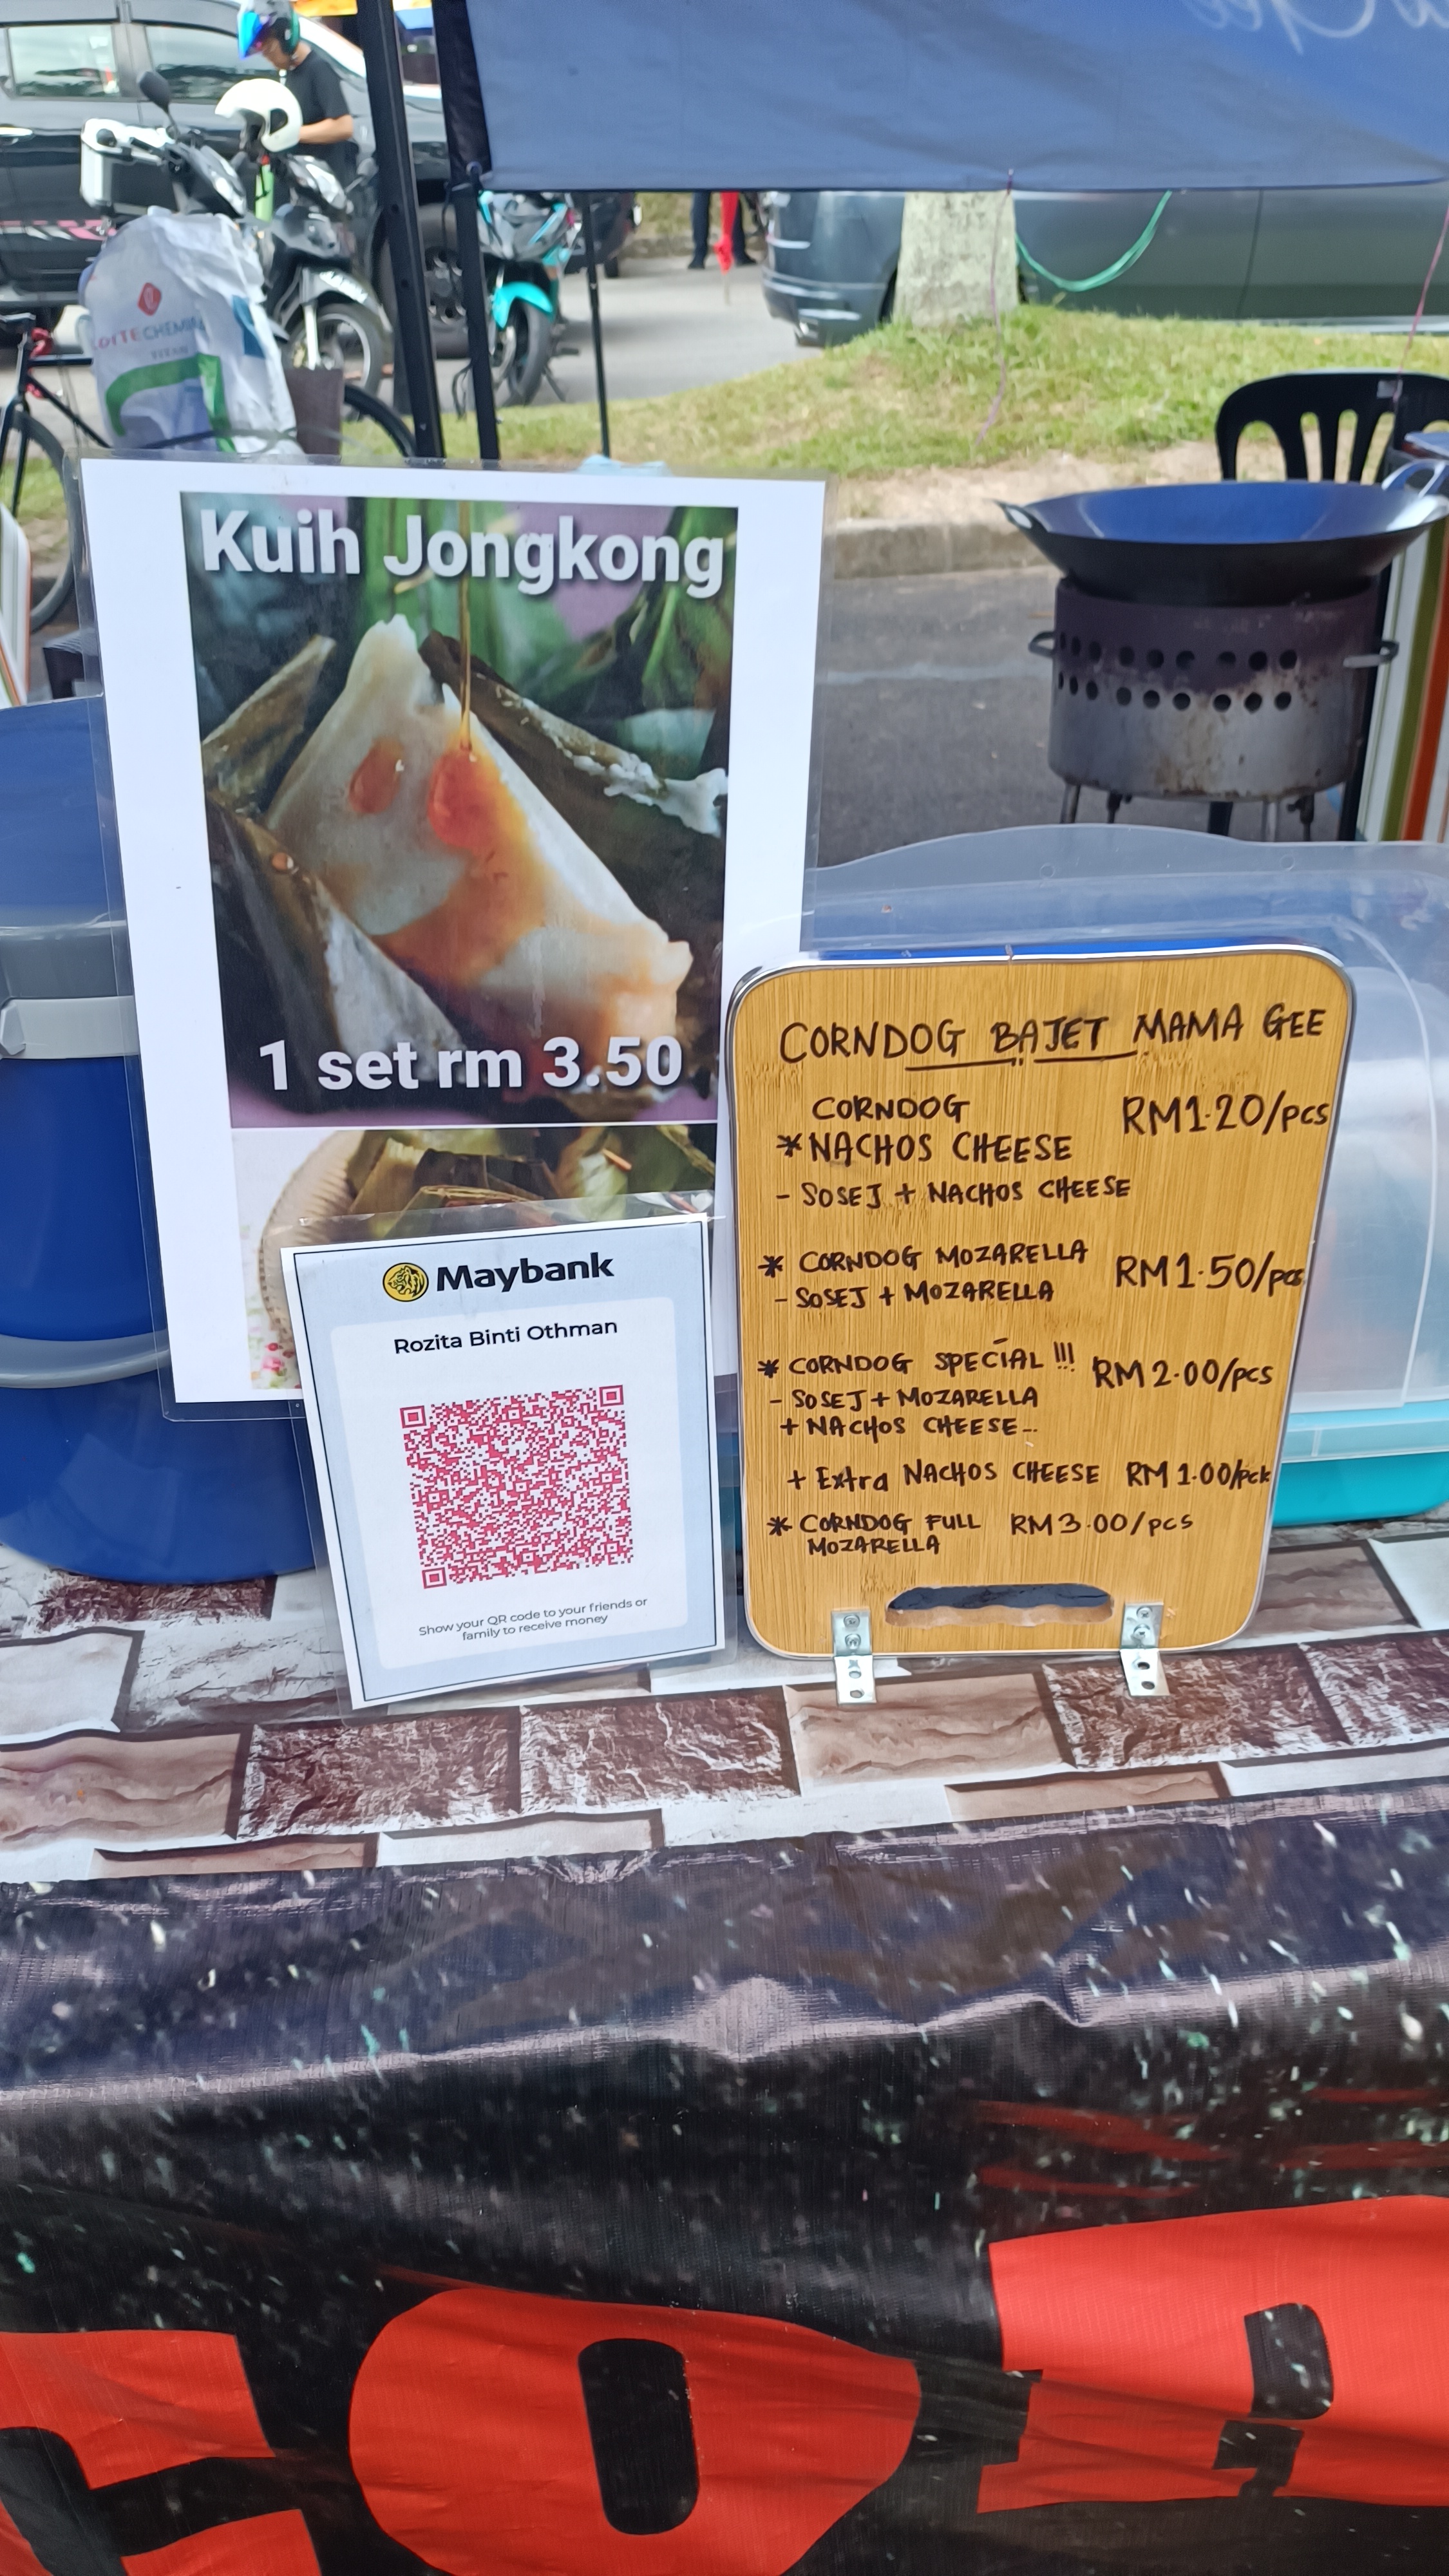 Kuih Jongkong
1 set rm 3.50
Maybank
Rozita Binti Othman
Show your QR code to your friends or
family to receive money
CORNDOG BAJET MAMA GEE
CORNDOG RM1.20/pcs
*NACHOS CHEESE
- SOSEJ + NACHOS CHEESE
* CORNDOG MOZARELLA RM1.50/pcs
- SOSEJ + MOZARELLA
* CORNDOG SPECIAL !!! RM2.00/pcs
- SOSEJ + MOZARELLA
+ NACHOS CHEESE..
+ Extra NACHOS CHEESE RM1.00/pck
* CORNDOG FULL RM3.00/pcs
MOZARELLA
LOTTE CHEMICAL
TITAN